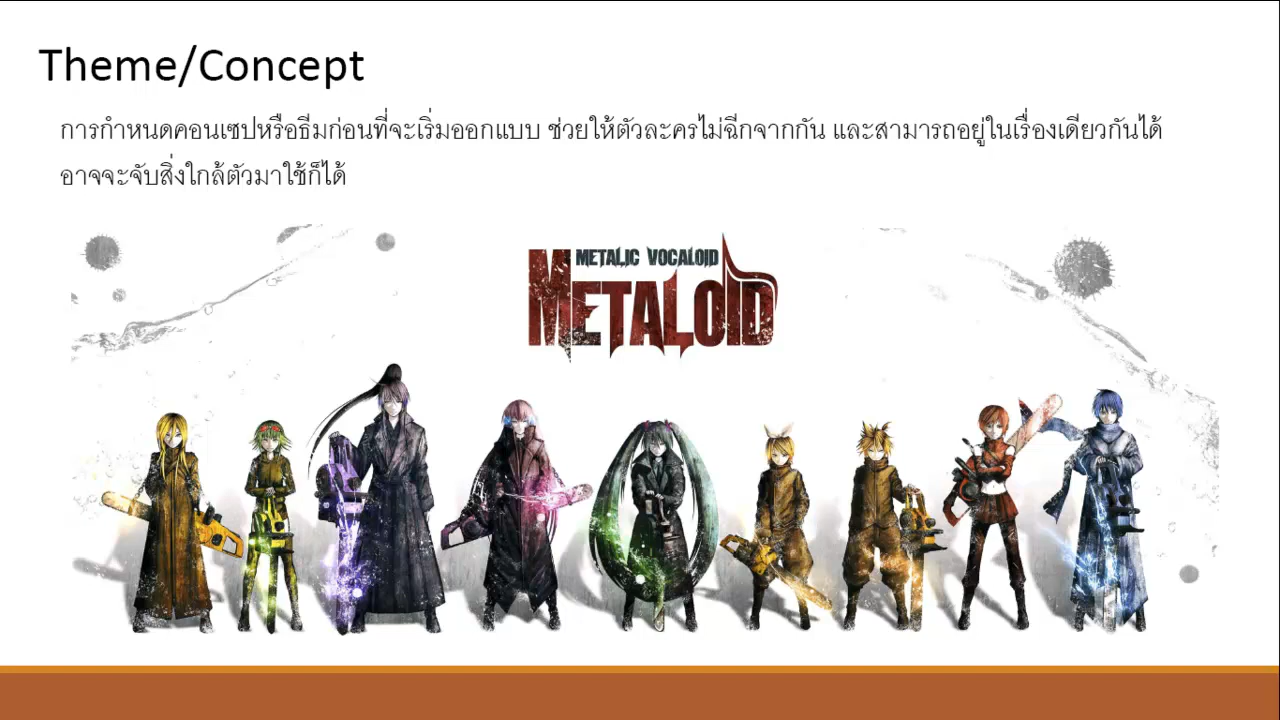 Theme/Concept
การกำหนดคอนเซปหรือธีมก่อนที่จะเริ่มออกแบบ ช่วยให้ตัวละครไม่ฉีกจากกัน และสามารถอยู่ในเรื่องเดียวกันได้
อาจจะจับสิ่งใกล้ตัวมาใช้ก็ได้
METALIC VOCALOID
METALOID